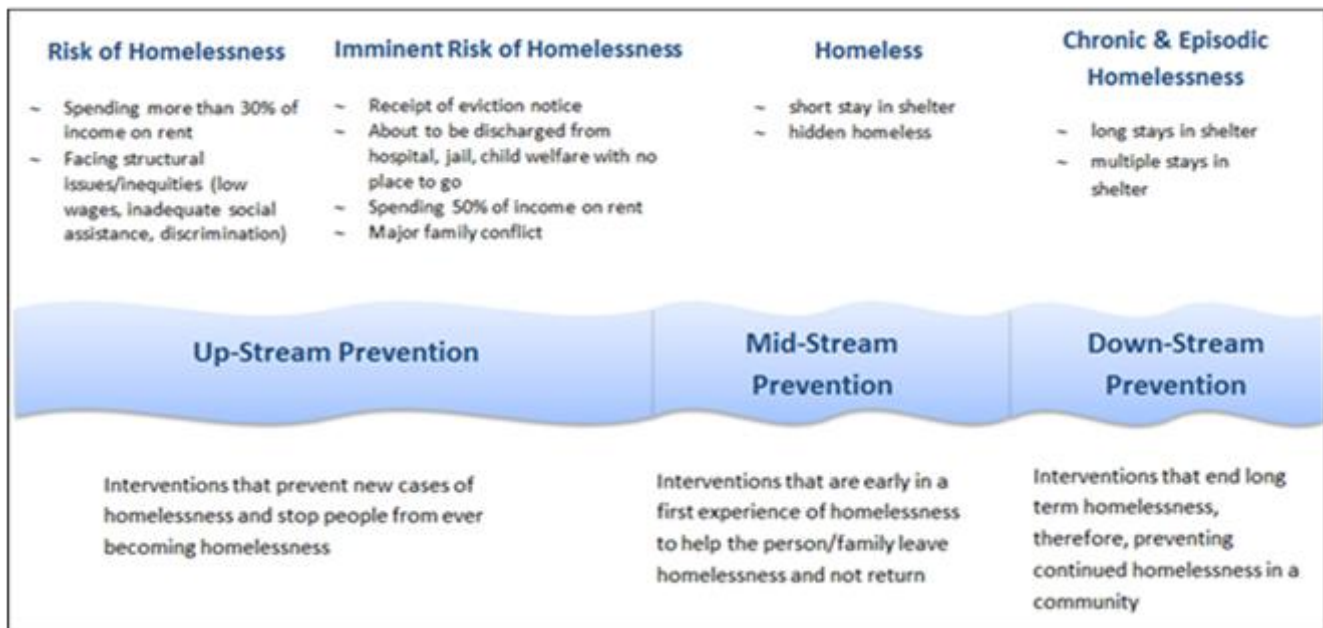 Risk of Homelessness
~ Spending more than 30% of
income on rent
~ Facing structural
issues/inequities (low
wages, inadequate social
assistance, discrimination)
Imminent Risk of Homelessness
~ Receipt of eviction notice
~ About to be discharged from
hospital, jail, child welfare with no
place to go
~ Spending 50% of income on rent
~ Major family conflict
Homeless
~ short stay in shelter
~ hidden homeless
Chronic & Episodic
Homelessness
~ long stays in shelter
~ multiple stays in
shelter
Up-Stream Prevention
Mid-Stream
Prevention
Down-Stream
Prevention
Interventions that prevent new cases of
homelessness and stop people from ever
becoming homelessness
Interventions that are early in a
first experience of homelessness
to help the person/family leave
homelessness and not return
Interventions that end long
term homelessness,
therefore, preventing
continued homelessness in a
community